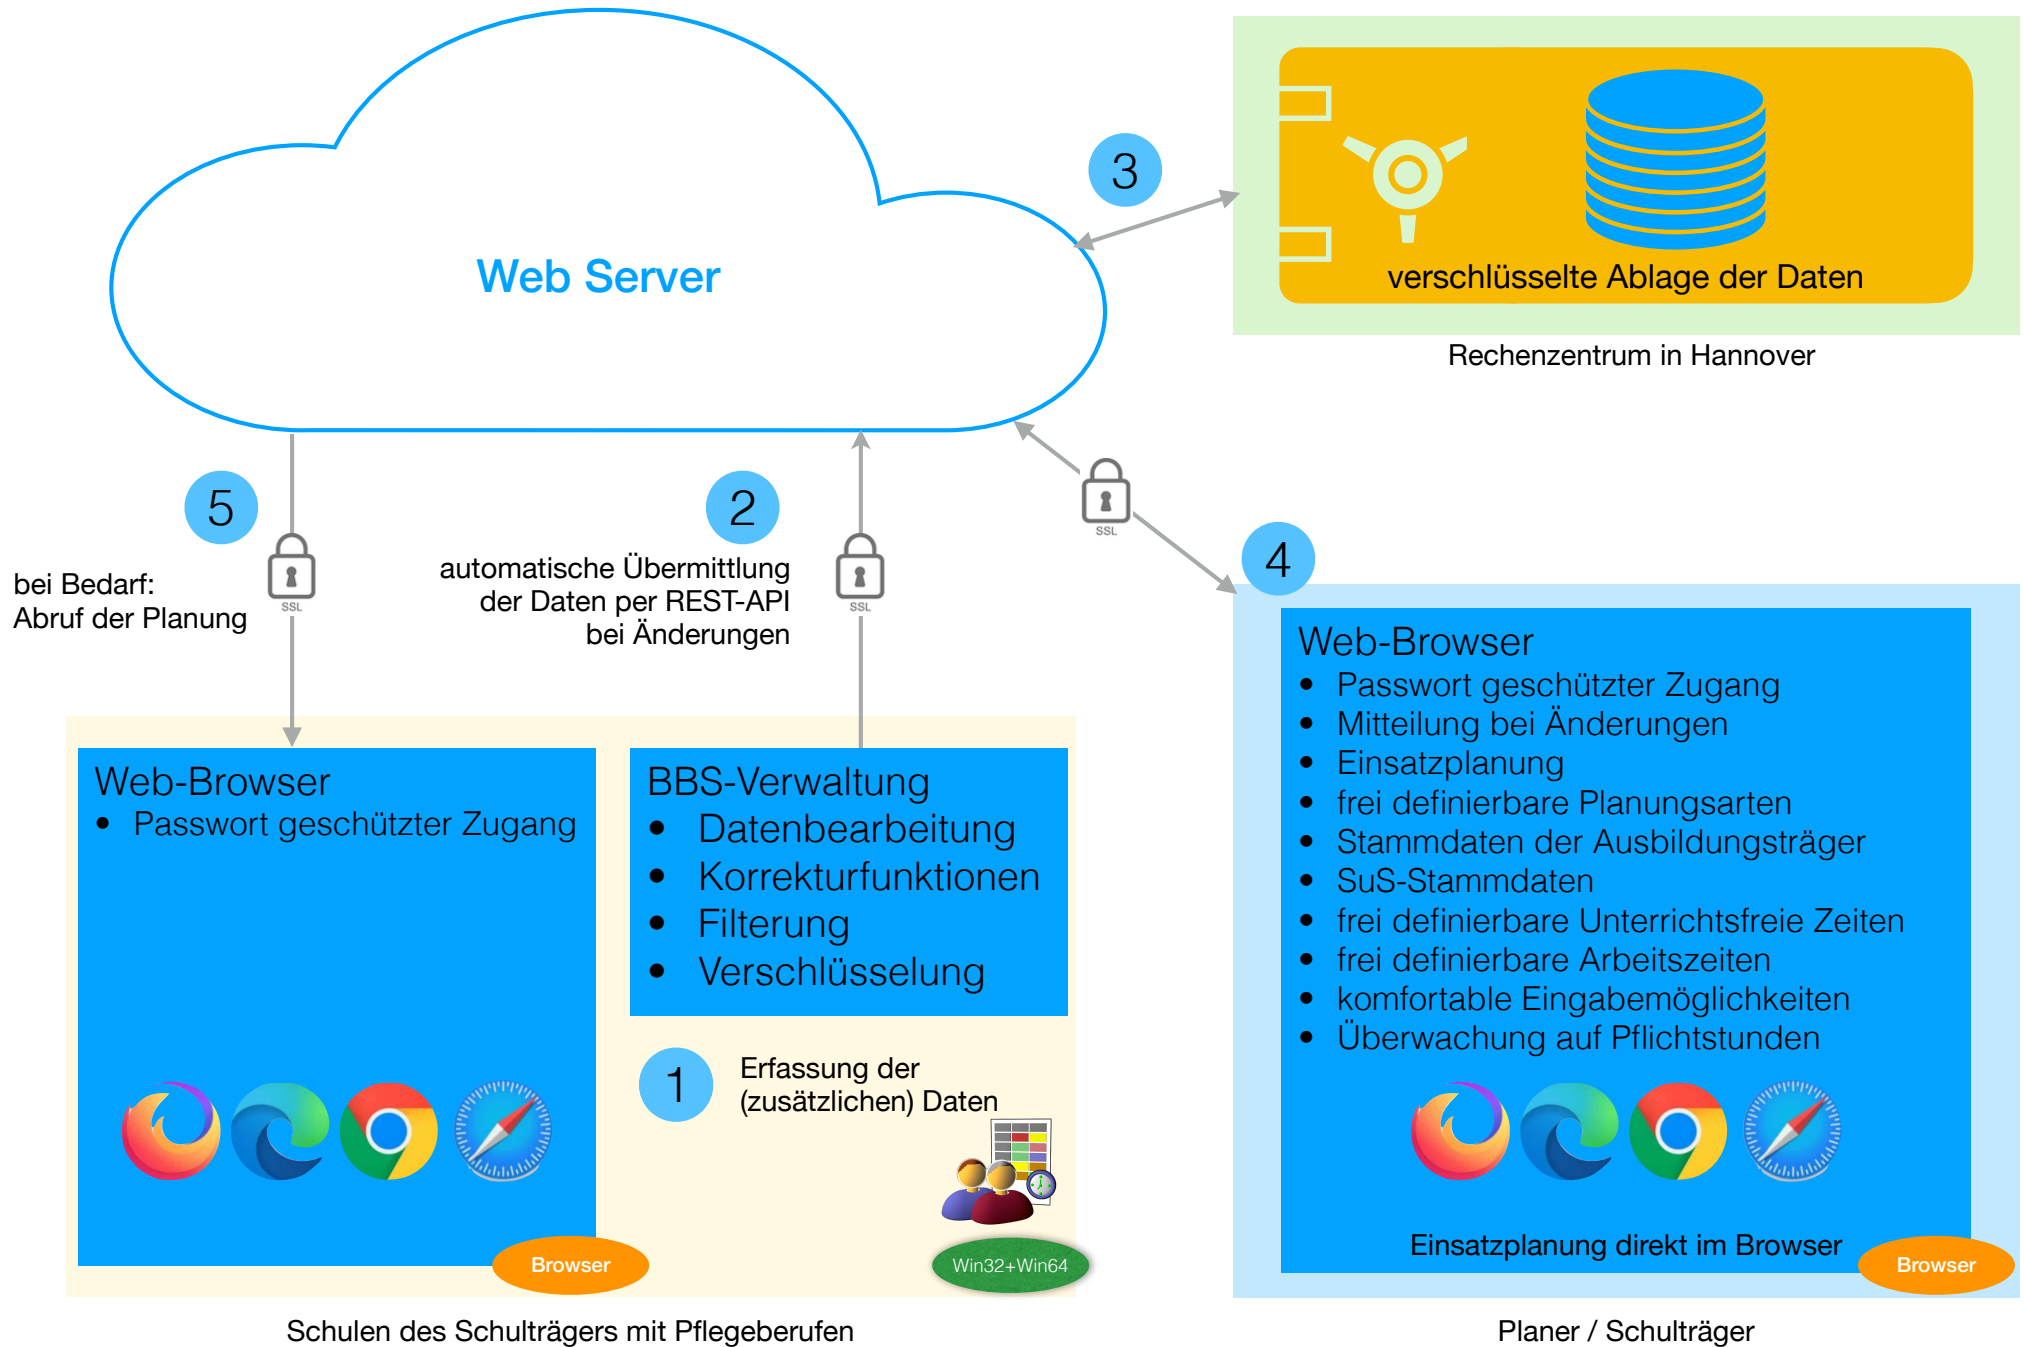 Web Server
3
verschlüsselte Ablage der Daten
Rechenzentrum in Hannover
5
bei Bedarf:
Abruf der Planung
SSL
2
automatische Übermittlung
der Daten per REST-API
bei Änderungen
SSL
SSL
4
Web-Browser
• Passwort geschützter Zugang
Browser
BBS-Verwaltung
• Datenbearbeitung
• Korrekturfunktionen
• Filterung
• Verschlüsselung
1
Erfassung der
(zusätzlichen) Daten
Win32+Win64
Schulen des Schulträgers mit Pflegeberufen
Web-Browser
• Passwort geschützter Zugang
• Mitteilung bei Änderungen
• Einsatzplanung
• frei definierbare Planungsarten
• Stammdaten der Ausbildungsträger
• SuS-Stammdaten
• frei definierbare Unterrichtsfreie Zeiten
• frei definierbare Arbeitszeiten
• komfortable Eingabemöglichkeiten
• Überwachung auf Pflichtstunden
Einsatzplanung direkt im Browser
Browser
Planer / Schulträger